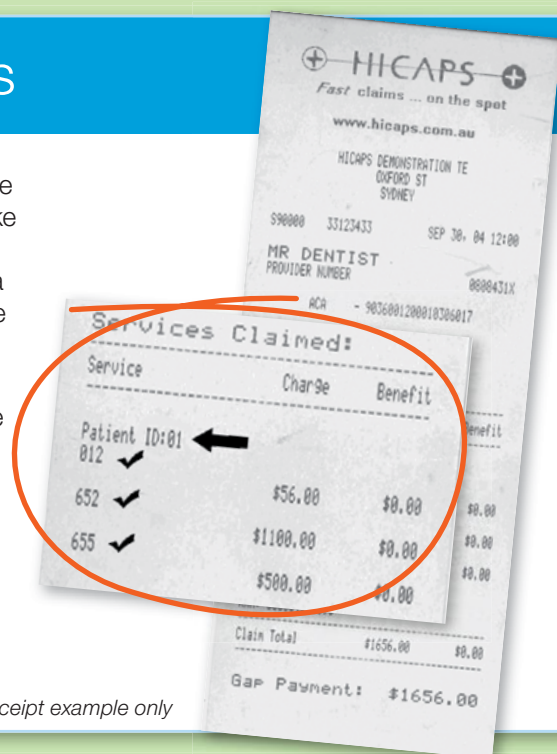 S
e
ke
a
e
e
HICAPS
Fast claims ... on the spot
www.hicaps.com.au
HICAPS DEMONSTRATION TE
OXFORD ST
SYDNEY
S90000 33123433 SEP 30, 04 12:00
MR DENTIST
PROVIDER NUMBER 0808431X
ACA - 9036001200010306017
Services Claimed:
Service Charge Benefit
Patient ID:01
012 ✔ $56.00 $0.00
652 ✔ $1100.00 $0.00
655 ✔ $500.00 $0.00
enefit
$0.00
$0.00
$0.00
Claim Total $1656.00 $0.00
Gap Payment: $1656.00
ceipt example only